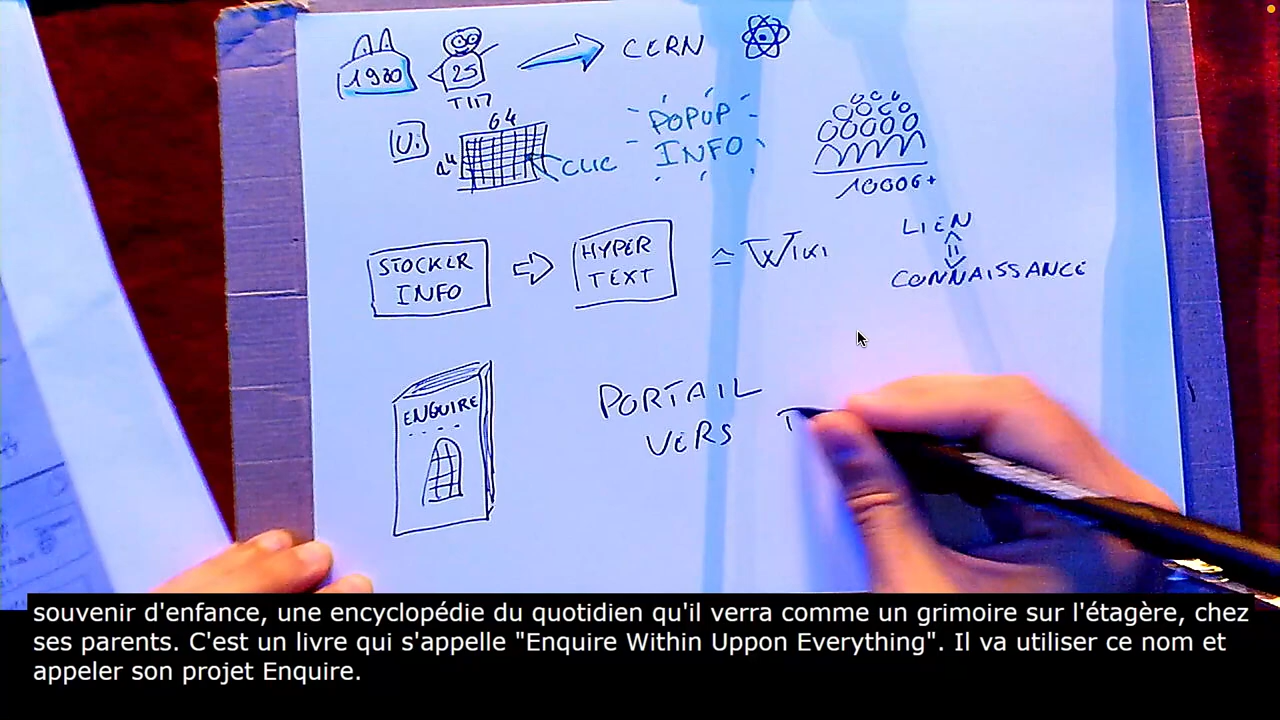 1980
25
T117
CERN
U.
64
24
CLIC
POPUP
INFO
10000+
STOCKER
INFO
HYPER
TEXT
≙ WIKI
LIEN
CONNAISSANCE
ENQUIRE
PORTAIL
VERS
souvenir d'enfance, une encyclopédie du quotidien qu'il verra comme un grimoire sur l'étagère, chez
ses parents. C'est un livre qui s'appelle "Enquire Within Uppon Everything". Il va utiliser ce nom et
appeler son projet Enquire.